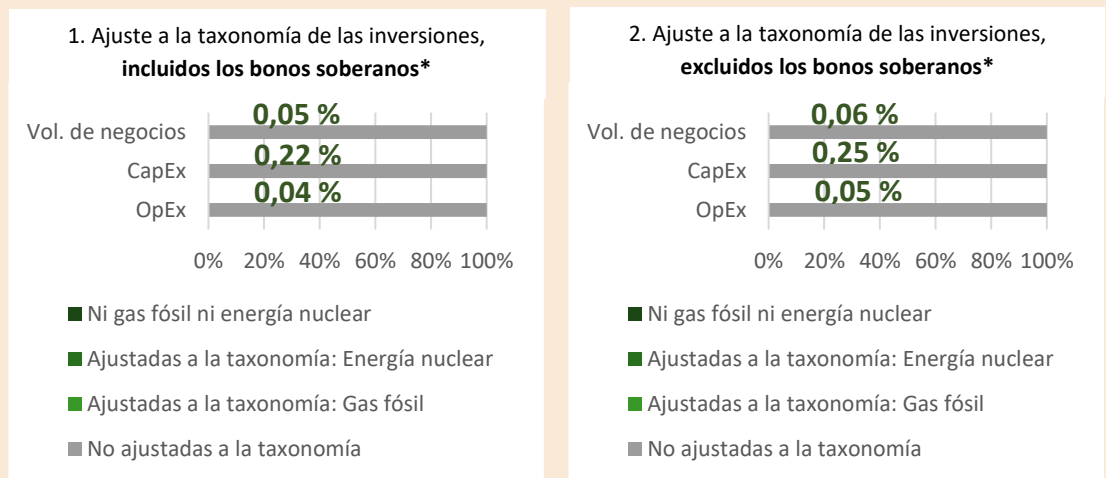 1. Ajuste a la taxonomía de las inversiones,
incluidos los bonos soberanos*
0,05 %
Vol. de negocios
0,22 %
CapEx
0,04 %
OpEx
0% 20% 40% 60% 80% 100%
Ni gas fósil ni energía nuclear
Ajustadas a la taxonomía: Energía nuclear
Ajustadas a la taxonomía: Gas fósil
No ajustadas a la taxonomía
2. Ajuste a la taxonomía de las inversiones,
excluidos los bonos soberanos*
0,06 %
Vol. de negocios
0,25 %
CapEx
0,05 %
OpEx
0% 20% 40% 60% 80% 100%
Ni gas fósil ni energía nuclear
Ajustadas a la taxonomía: Energía nuclear
Ajustadas a la taxonomía: Gas fósil
No ajustadas a la taxonomía